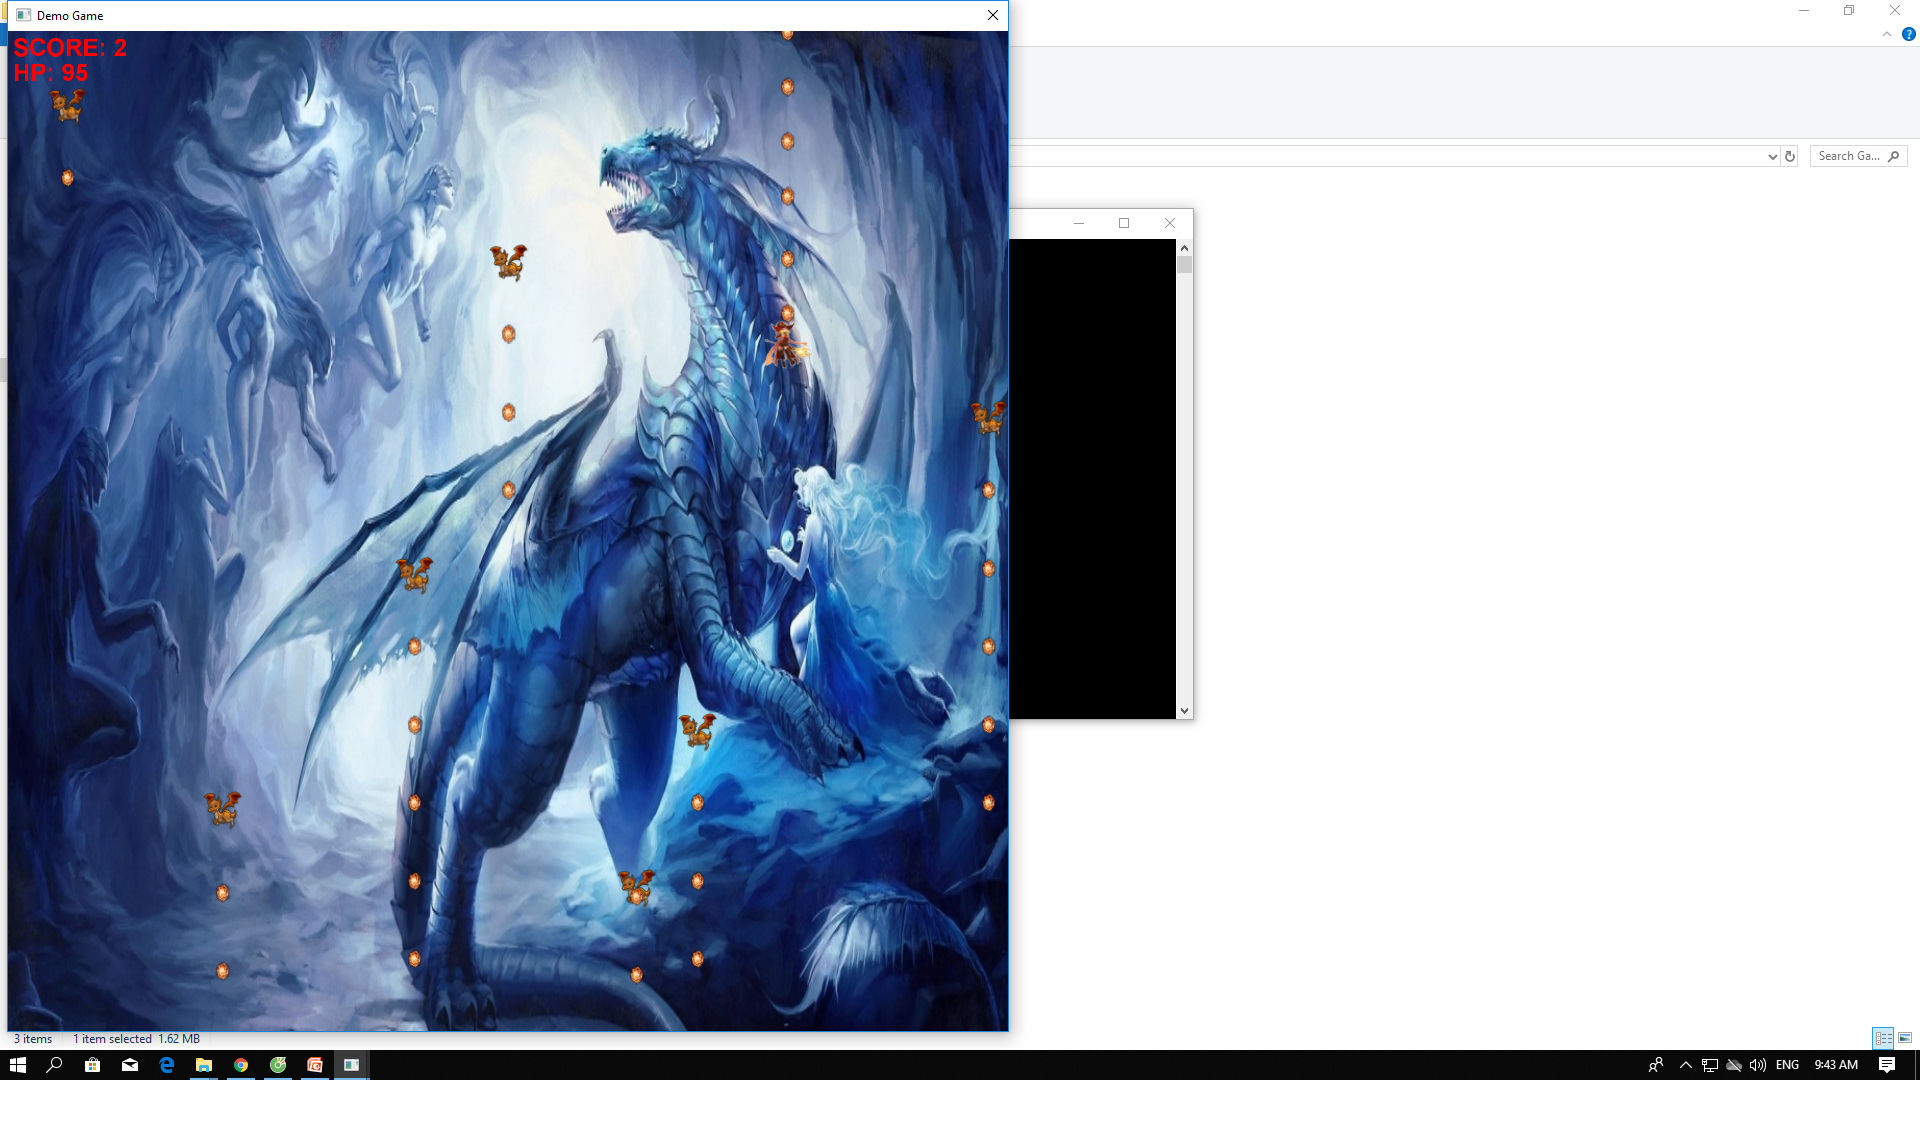 Demo Game
SCORE: 2
HP: 95
?
Search Ga...
3 items 1 item selected 1.62 MB
ENG
9:43 AM